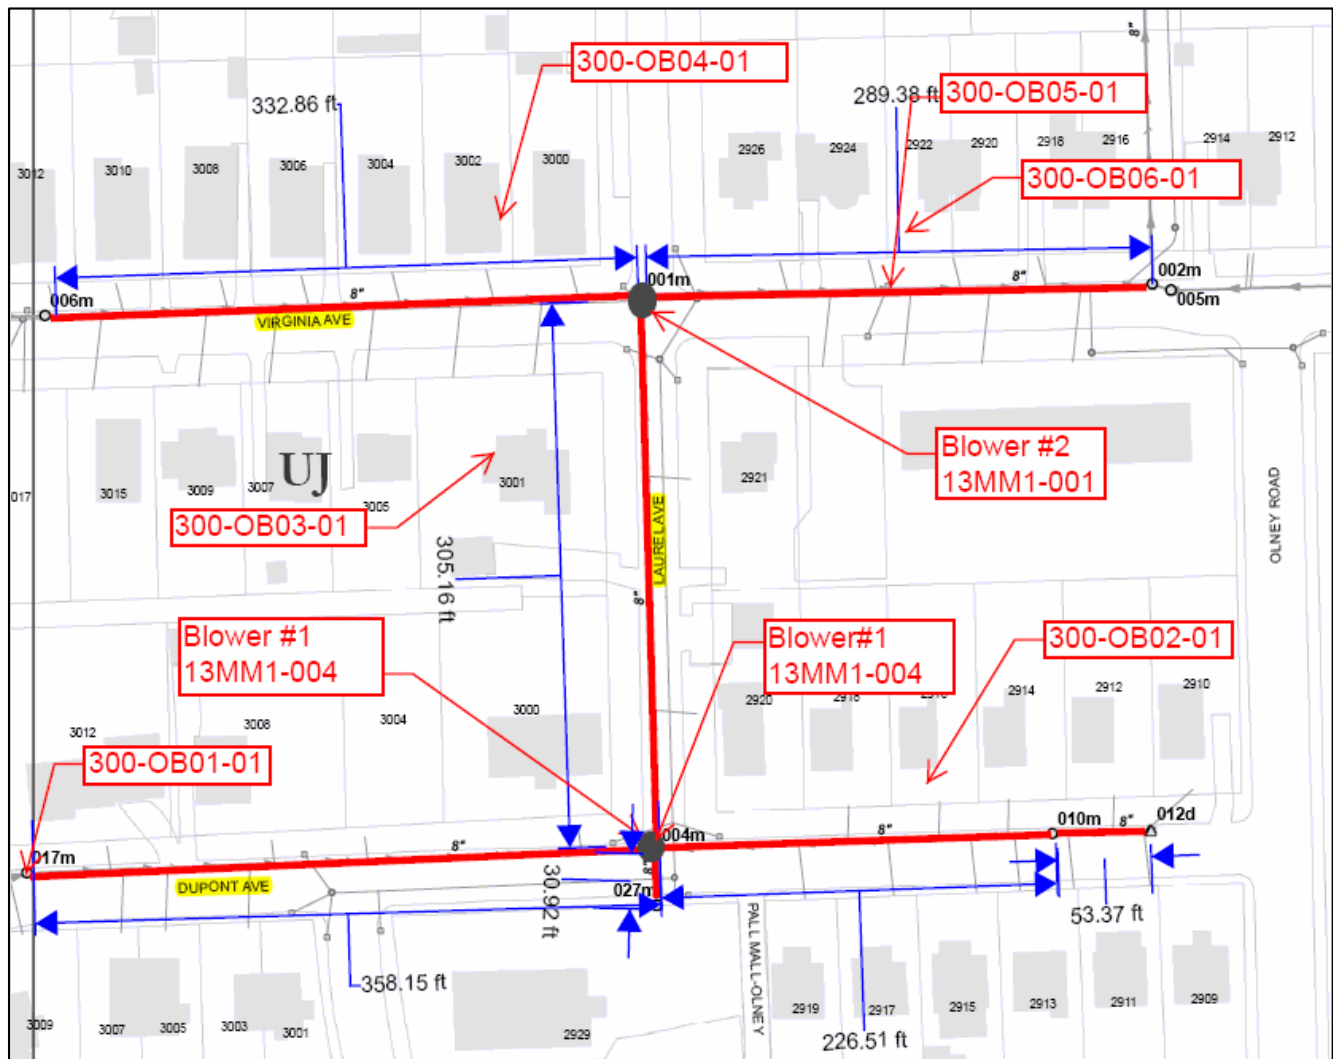 8"
300-OB04-01
332.86 ft
289.38 ft
300-OB05-01
3012
3010
3008
3006
3004
3002
3000
2926
2924
2922
2920
2918
2916
2914
2912
300-OB06-01
006m
8"
001m
8"
002m
005m
VIRGINIA AVE
Blower #2
13MM1-001
UJ
017
3015
3009
3007
3005
3001
2921
300-OB03-01
305.16 ft
LAUREL AVE
8"
OLNEY ROAD
Blower #1
13MM1-004
Blower#1
13MM1-004
300-OB02-01
3012
3008
3004
3000
2920
2918
2914
2912
2910
300-OB01-01
017m
8"
004m
8"
010m
8"
012d
DUPONT AVE
8"
30.92 ft
027m
PALL MALL-OLNEY
53.37 ft
358.15 ft
226.51 ft
3009
3007
3005
3003
3001
2929
2919
2917
2915
2913
2911
2909